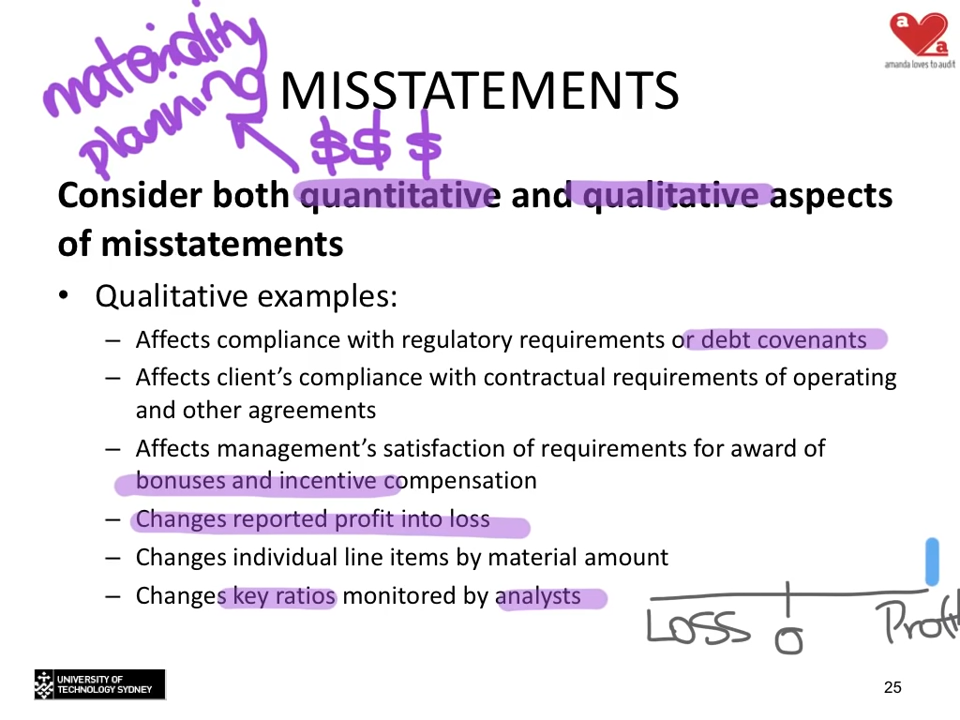 materiality
planning
a
a
amanda loves to audit
MISSTATEMENTS
$$ $
Consider both quantitative and qualitative aspects
of misstatements
• Qualitative examples:
– Affects compliance with regulatory requirements or debt covenants
– Affects client's compliance with contractual requirements of operating
and other agreements
– Affects management's satisfaction of requirements for award of
bonuses and incentive compensation
– Changes reported profit into loss
– Changes individual line items by material amount
– Changes key ratios monitored by analysts
LOSS 0 Profit
UNIVERSITY OF
TECHNOLOGY SYDNEY
25